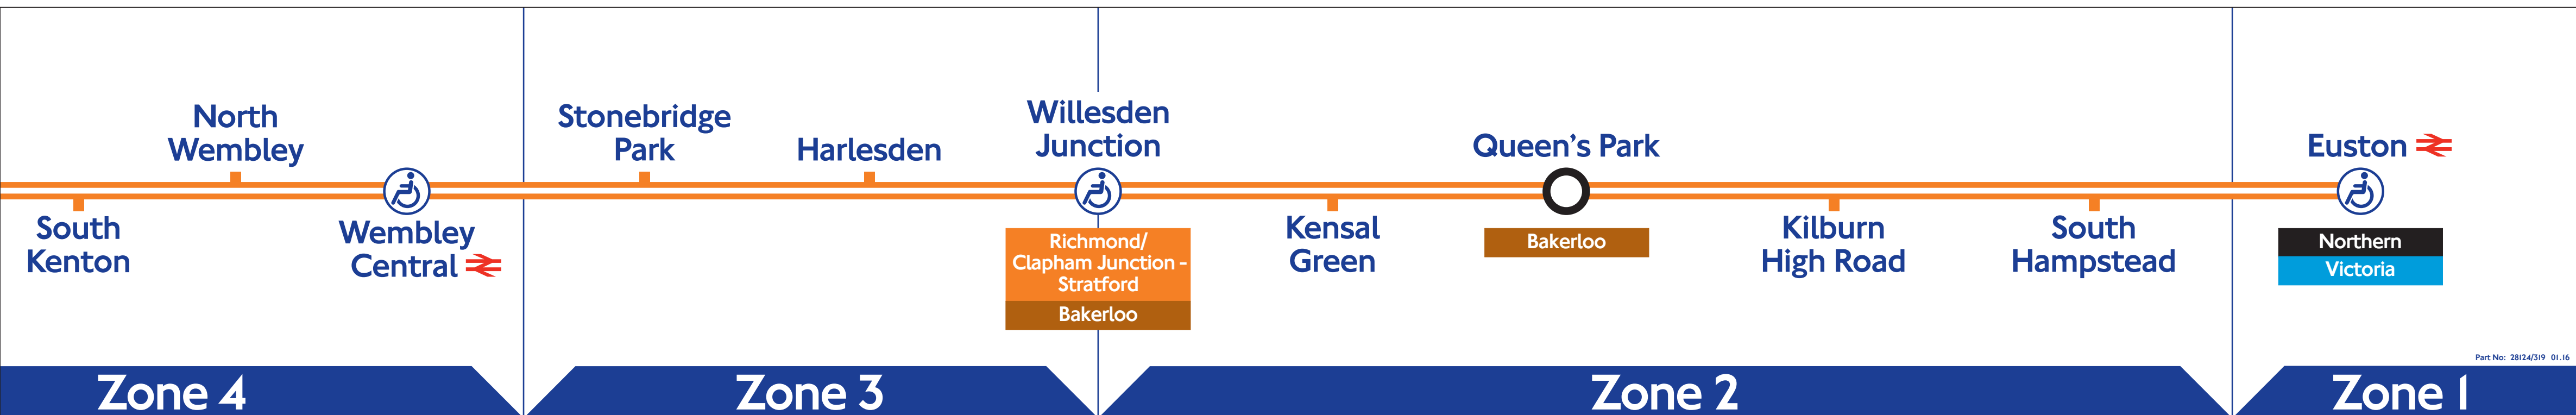 North
Wembley
South
Kenton
Wembley
Central
Stonebridge
Park
Harlesden
Willesden
Junction
Richmond/
Clapham Junction -
Stratford
Bakerloo
Kensal
Green
Queen's Park
Bakerloo
Kilburn
High Road
South
Hampstead
Euston
Northern
Victoria
Part No: 28124/319 01.16
Zone 4
Zone 3
Zone 2
Zone 1